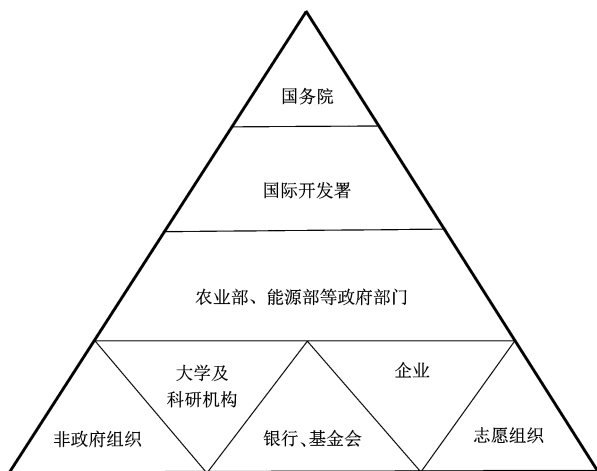 国务院
国际开发署
农业部、能源部等政府部门
大学及
科研机构
企业
非政府组织
银行、基金会
志愿组织